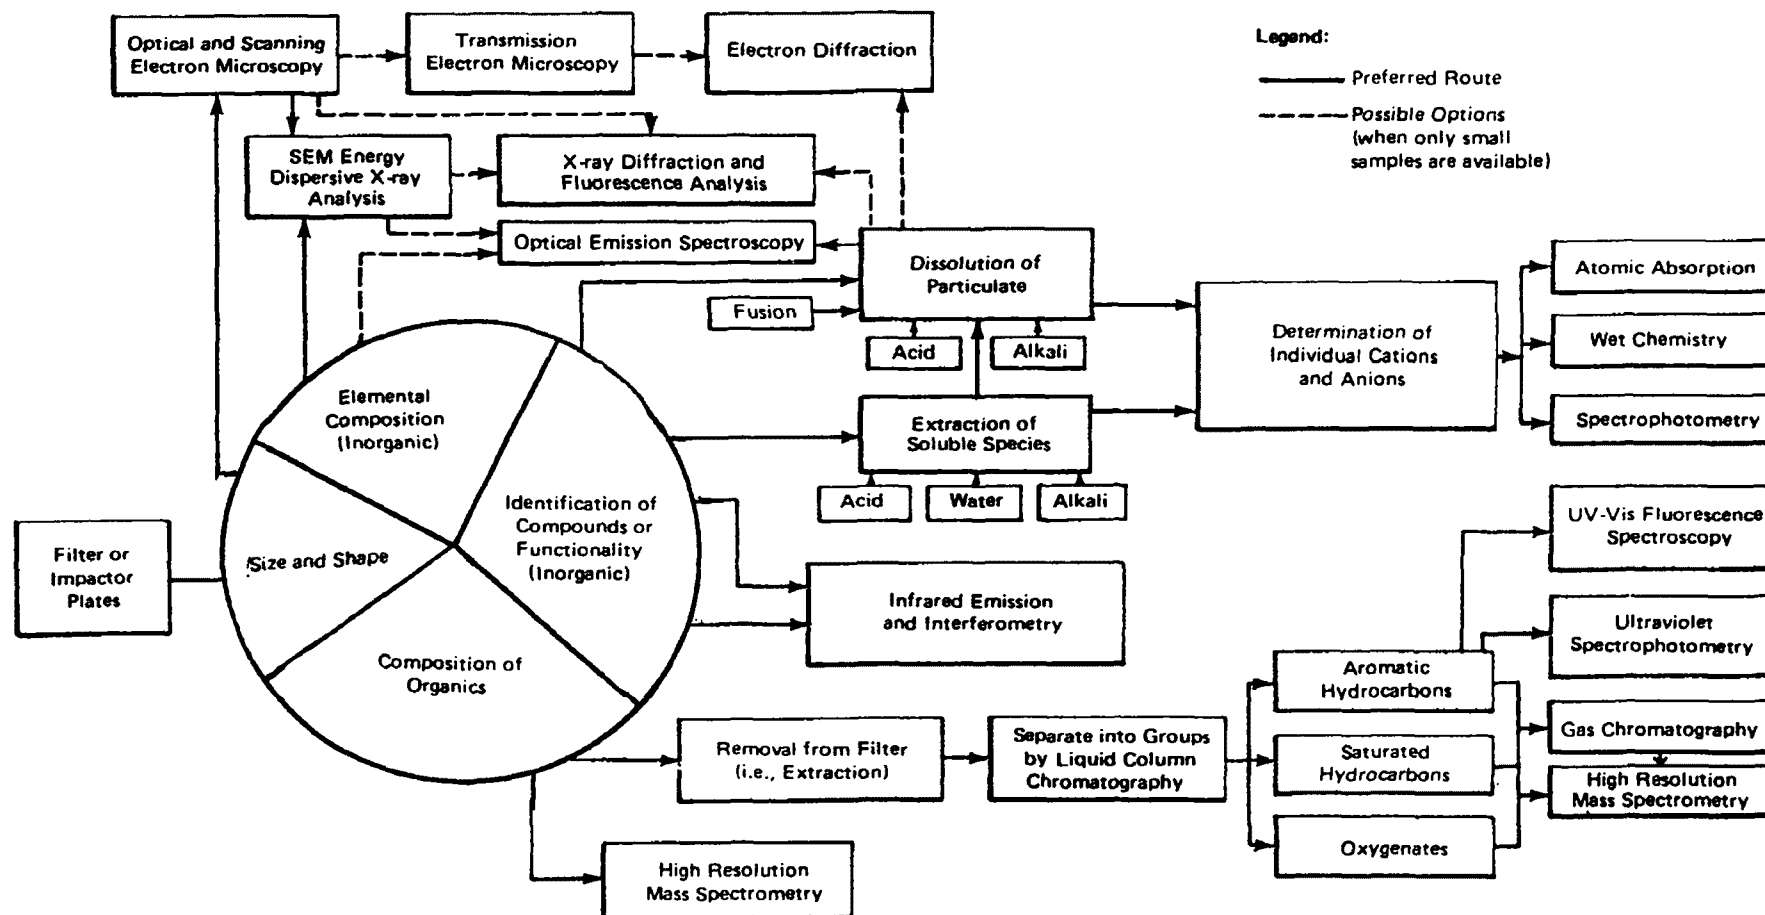 Optical and Scanning
Electron Microscopy
Transmission
Electron Microscopy
Electron Diffraction
Legend:
Preferred Route
Possible Options
(when only small
samples are available)
SEM Energy
Dispersive X-ray
Analysis
X-ray Diffraction and
Fluorescence Analysis
Optical Emission Spectroscopy
Dissolution of
Particulate
Fusion
Acid
Alkali
Determination of
Individual Cations
and Anions
Atomic Absorption
Wet Chemistry
Spectrophotometry
Extraction of
Soluble Species
Acid
Water
Alkali
Elemental
Composition
(Inorganic)
Identification of
Compounds or
Functionality
(Inorganic)
Size and Shape
Composition of
Organics
Filter or
Impactor
Plates
Infrared Emission
and Interferometry
UV-Vis Fluorescence
Spectroscopy
Ultraviolet
Spectrophotometry
Removal from Filter
(i.e., Extraction)
Separate into Groups
by Liquid Column
Chromatography
Aromatic
Hydrocarbons
Saturated
Hydrocarbons
Oxygenates
Gas Chromatography
High Resolution
Mass Spectrometry
High Resolution
Mass Spectrometry